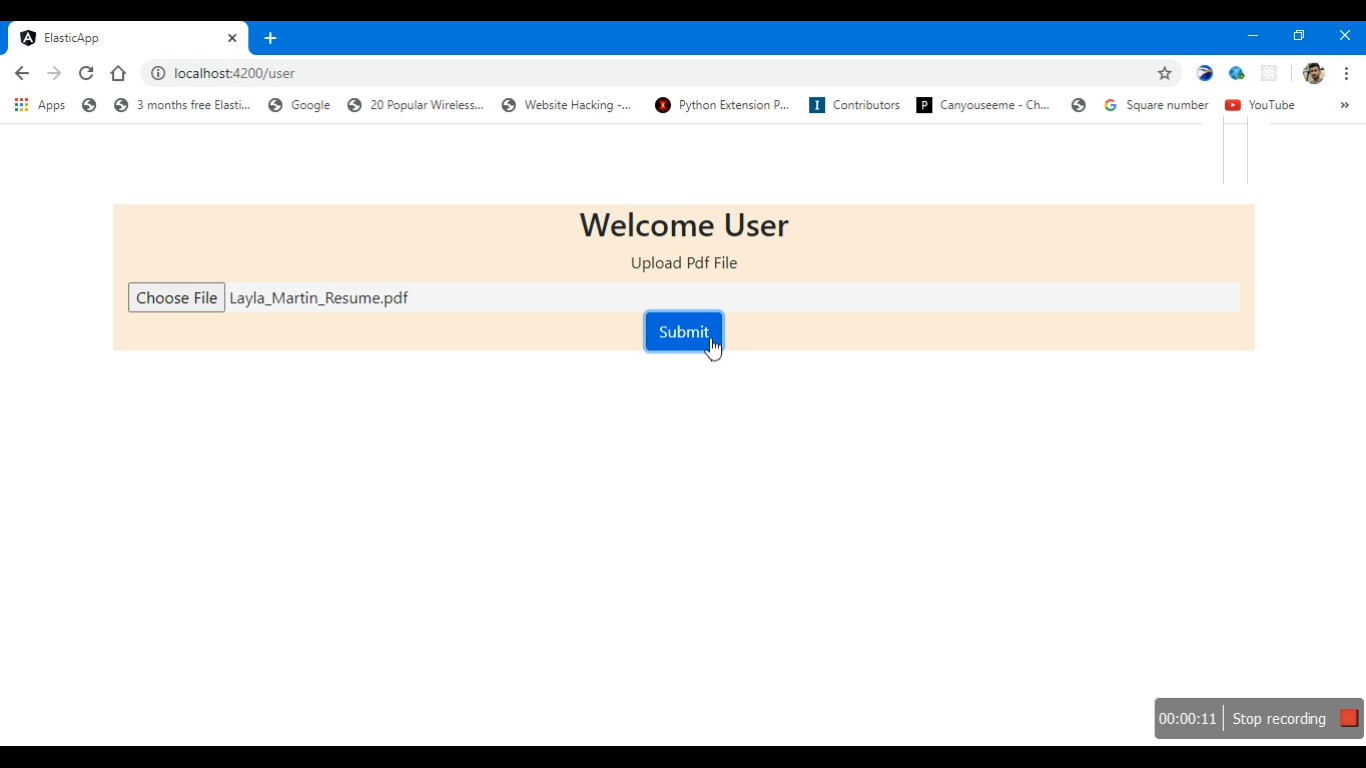 ElasticApp
localhost:4200/user
Apps 3 months free Elasti... Google 20 Popular Wireless... Website Hacking -... Python Extension P... Contributors Canyouseeme - Ch... Square number YouTube »
Welcome User
Upload Pdf File
Choose File Layla_Martin_Resume.pdf
Submit
00:00:11 Stop recording